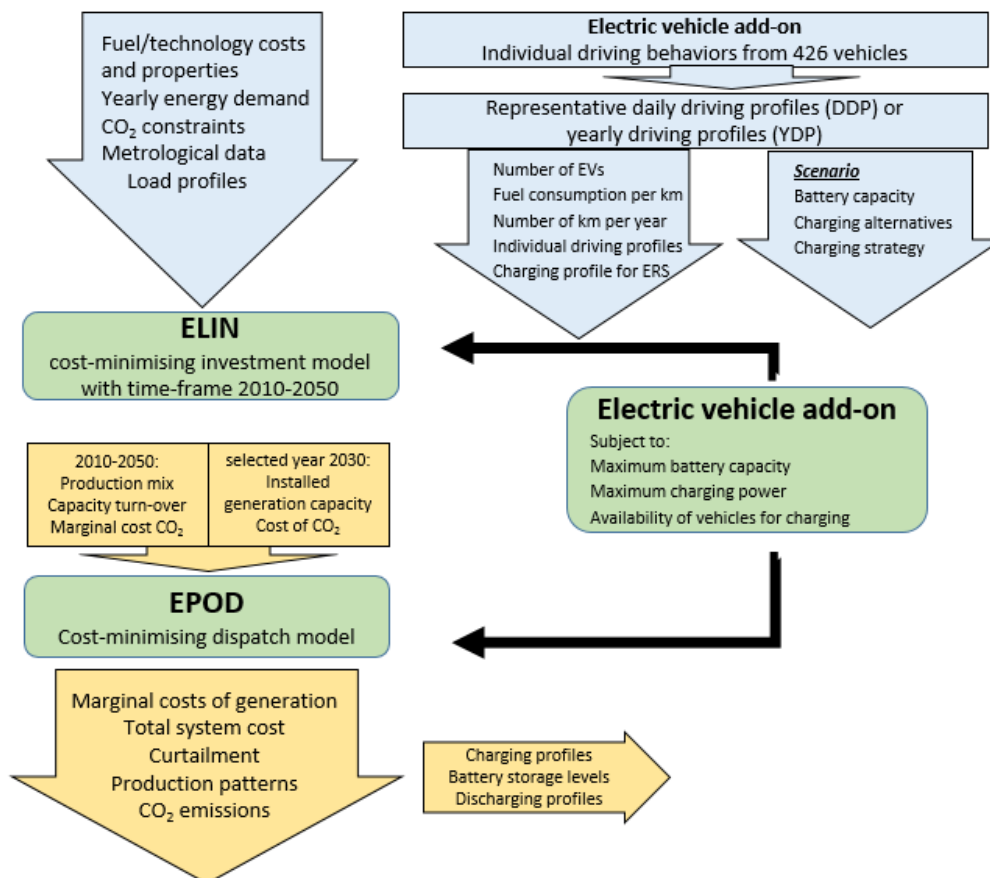 Fuel/technology costs
and properties
Yearly energy demand
CO₂ constraints
Metrological data
Load profiles
Electric vehicle add-on
Individual driving behaviors from 426 vehicles
Representative daily driving profiles (DDP) or
yearly driving profiles (YDP)
Number of EVs
Fuel consumption per km
Number of km per year
Individual driving profiles
Charging profile for ERS
Scenario
Battery capacity
Charging alternatives
Charging strategy
ELIN
cost-minimising investment model
with time-frame 2010-2050
Electric vehicle add-on
Subject to:
Maximum battery capacity
Maximum charging power
Availability of vehicles for charging
2010-2050:
Production mix
Capacity turn-over
Marginal cost CO₂
selected year 2030:
Installed
generation capacity
Cost of CO₂
EPOD
Cost-minimising dispatch model
Marginal costs of generation
Total system cost
Curtailment
Production patterns
CO₂ emissions
Charging profiles
Battery storage levels
Discharging profiles